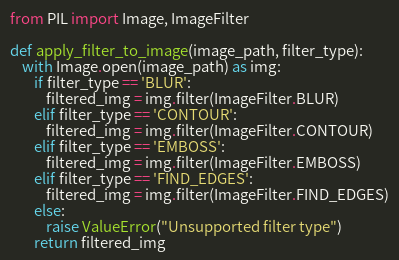 from PIL import Image, ImageFilter

def apply_filter_to_image(image_path, filter_type):
    with Image.open(image_path) as img:
        if filter_type == 'BLUR':
            filtered_img = img.filter(ImageFilter.BLUR)
        elif filter_type == 'CONTOUR':
            filtered_img = img.filter(ImageFilter.CONTOUR)
        elif filter_type == 'EMBOSS':
            filtered_img = img.filter(ImageFilter.EMBOSS)
        elif filter_type == 'FIND_EDGES':
            filtered_img = img.filter(ImageFilter.FIND_EDGES)
        else:
            raise ValueError("Unsupported filter type")
        return filtered_img